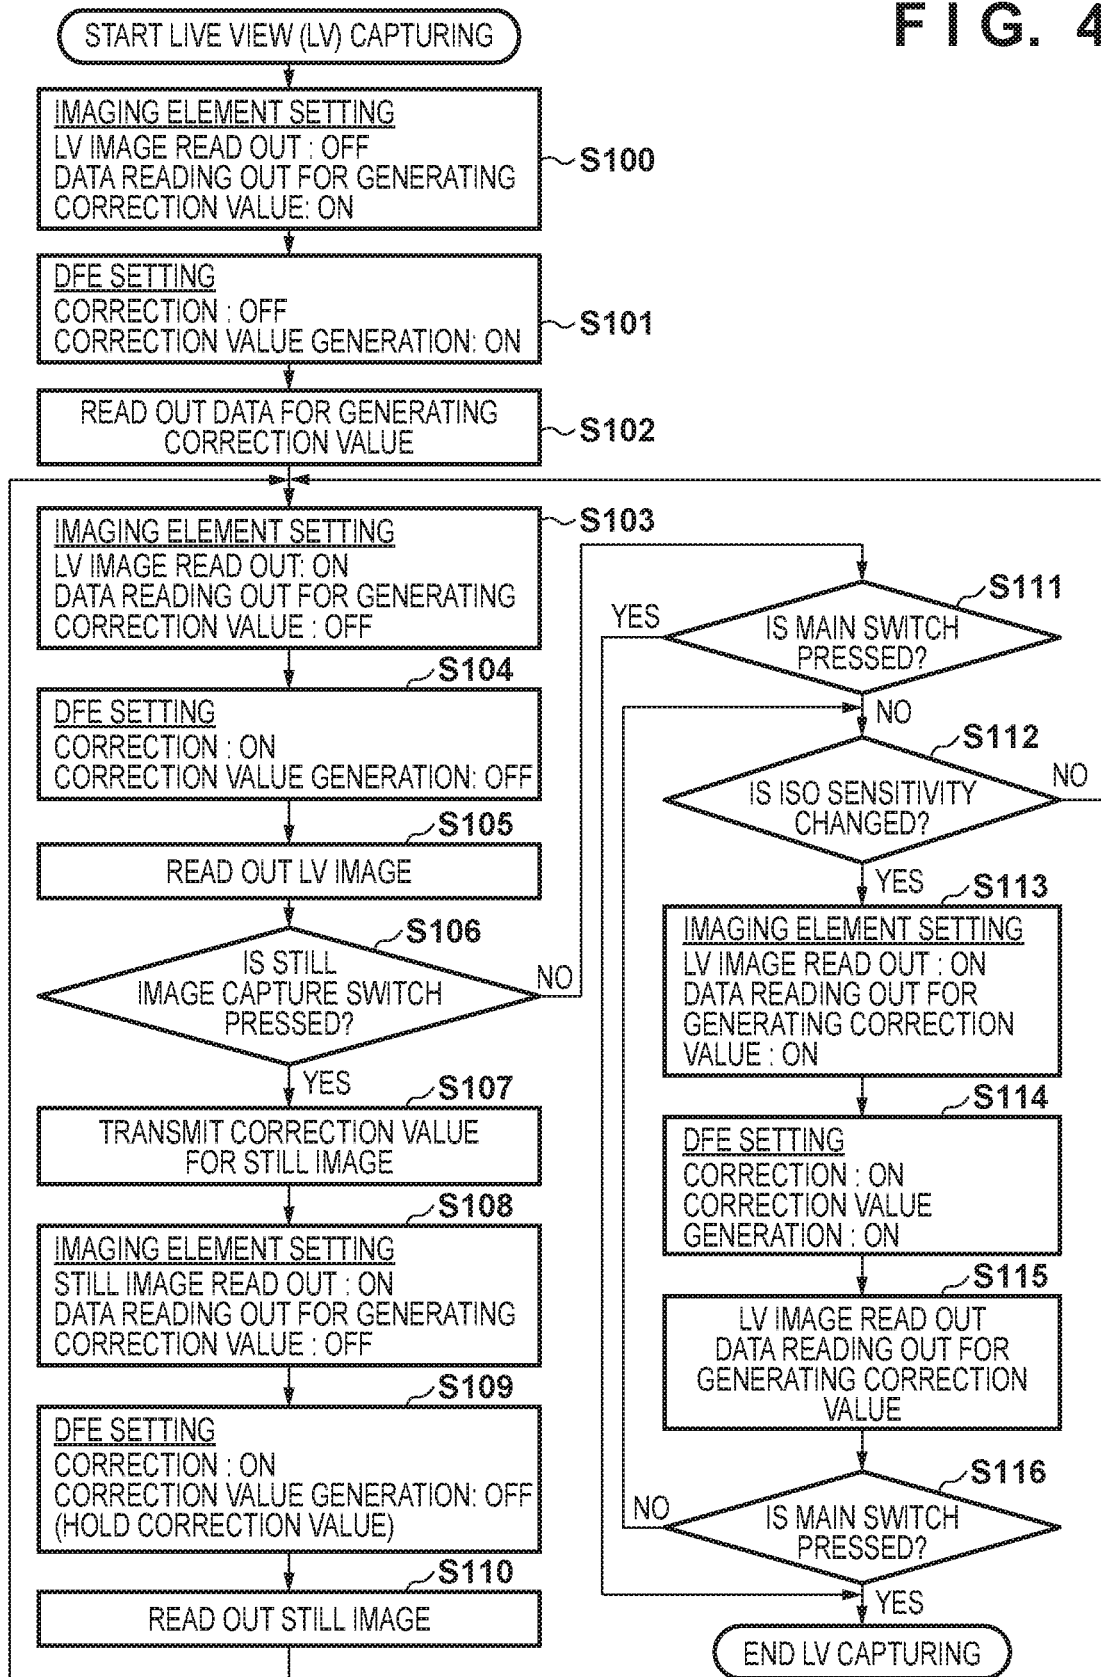 F I G. 4
START LIVE VIEW (LV) CAPTURING
IMAGING ELEMENT SETTING
LV IMAGE READ OUT : OFF
DATA READING OUT FOR GENERATING
CORRECTION VALUE: ON
S100
DFE SETTING
CORRECTION : OFF
CORRECTION VALUE GENERATION: ON
S101
READ OUT DATA FOR GENERATING
CORRECTION VALUE
S102
IMAGING ELEMENT SETTING
LV IMAGE READ OUT: ON
DATA READING OUT FOR GENERATING
CORRECTION VALUE : OFF
S103
S104
DFE SETTING
CORRECTION : ON
CORRECTION VALUE GENERATION: OFF
S105
READ OUT LV IMAGE
S106
IS STILL
IMAGE CAPTURE SWITCH
PRESSED?
NO
YES
S107
TRANSMIT CORRECTION VALUE
FOR STILL IMAGE
S108
IMAGING ELEMENT SETTING
STILL IMAGE READ OUT : ON
DATA READING OUT FOR GENERATING
CORRECTION VALUE : OFF
S109
DFE SETTING
CORRECTION : ON
CORRECTION VALUE GENERATION: OFF
(HOLD CORRECTION VALUE)
S110
READ OUT STILL IMAGE
S111
YES
IS MAIN SWITCH
PRESSED?
NO
S112
IS ISO SENSITIVITY
CHANGED?
NO
YES
S113
IMAGING ELEMENT SETTING
LV IMAGE READ OUT : ON
DATA READING OUT FOR
GENERATING CORRECTION
VALUE : ON
S114
DFE SETTING
CORRECTION : ON
CORRECTION VALUE
GENERATION : ON
S115
LV IMAGE READ OUT
DATA READING OUT FOR
GENERATING CORRECTION
VALUE
S116
NO
IS MAIN SWITCH
PRESSED?
YES
END LV CAPTURING